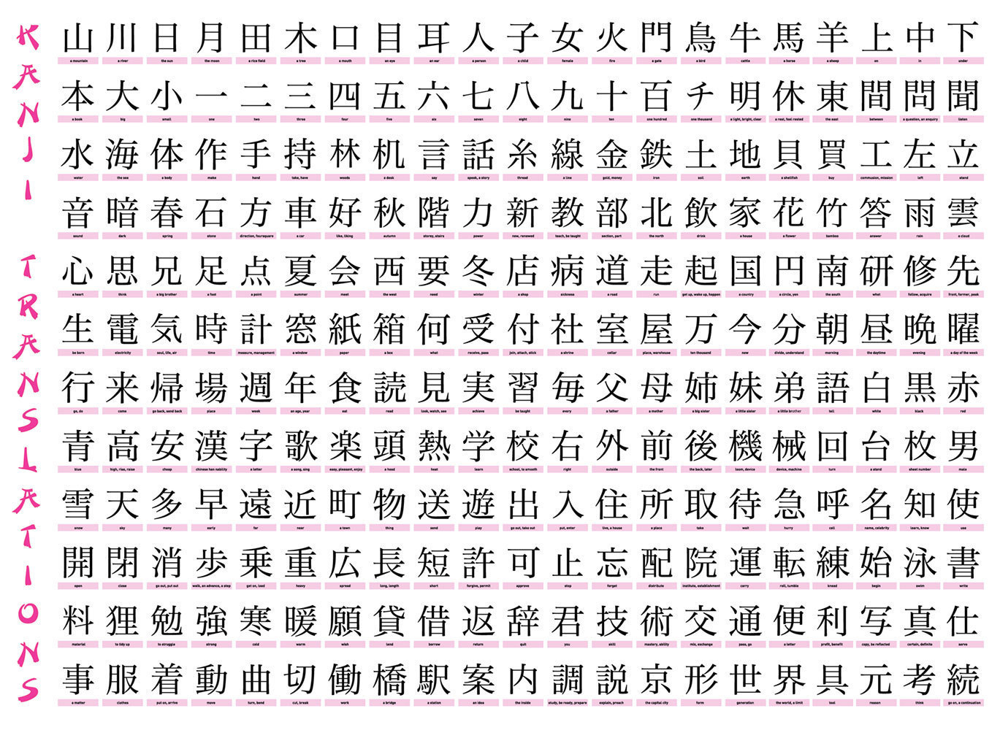 KANJI TRANSLATIONS
山 川 日 月 田 木 口 目 耳 人 子 女 火 門 鳥 牛 馬 羊 上 中 下
a mountain a river the sun the moon a rice field a tree a mouth an eye an ear a person a child female fire a gate a bird cattle a horse a sheep on in under
本 大 小 一 二 三 四 五 六 七 八 九 十 百 チ 明 休 東 間 問 聞
a book big small one two three four five six seven eight nine ten one hundred one thousand a light, bright, clear a rest, feel rested the east between a question, an enquiry listen
水 海 体 作 手 持 林 机 言 話 糸 線 金 鉄 土 地 貝 買 工 左 立
water the sea a body make hand take, have woods a desk say speak, a story thread a line gold, money iron soil earth a shellfish buy commusion, mission left stand
音 暗 春 石 方 車 好 秋 階 力 新 教 部 北 飲 家 花 竹 答 雨 雲
sound dark spring stone direction, foursquare a car like, liking autumn storey, stairs power new, renewed teach, be taught section, part the north drink a house a flower bamboo answer rain a cloud
心 思 兄 足 点 夏 会 西 要 冬 店 病 道 走 起 国 円 南 研 修 先
a heart think a big brother a foot a point summer meet the west need winter a shop sickness a road run get up, wake up, happen a country a circle, yen the south whet follow, acquire front, former, peak
生 電 気 時 計 窓 紙 箱 何 受 付 社 室 屋 万 今 分 朝 昼 晩 曜
be born electricity soul, life, air time measure, management a window paper a box what receive, pass join, attach, stick a shrine cellar place, warehouse ten thousand now divide, understand morning the daytime evening a day of the week
行 来 帰 場 週 年 食 読 見 実 習 毎 父 母 姉 妹 弟 語 白 黒 赤
go, do come go back, send back place week an age, year eat read look, watch, see achieve be taught every a father a mother a big sister a little sister a little brother tell white black red
青 高 安 漢 字 歌 楽 頭 熱 学 校 右 外 前 後 機 械 回 台 枚 男
blue high, rise, raise cheap chinese han nability a letter a song, sing easy, pleasant, enjoy a head heat learn school, to smooth right outside the front the back, later loom, device device, machine turn a stand sheet number male
雪 天 多 早 遠 近 町 物 送 遊 出 入 住 所 取 待 急 呼 名 知 使
snow sky many early far near a town thing send play go out, take out put, enter live, a house a place take wait hurry call name, celebrity learn, know use
開 閉 消 歩 乗 重 広 長 短 許 可 止 忘 配 院 運 転 練 始 泳 書
open close go out, put out walk, an advance, a step get on, load heavy spread long, length short forgive, permit approve stop forget distribute institute, establishment carry roll, tumble knead begin swim write
料 狸 勉 強 寒 暖 願 貸 借 返 辞 君 技 術 交 通 便 利 写 真 仕
material to tidy up to struggle strong cold warm wish lend borrow return quit you skill mastery, ability mix, exchange pass, go a letter profit, benefit copy, be reflected certain, definite serve
事 服 着 動 曲 切 働 橋 駅 案 内 調 説 京 形 世 界 具 元 考 続
a matter clothes put on, arrive move turn, bend cut, break work a bridge a station an idea the inside study, be ready, prepare explain, preach the capital city form generation the world, a limit tool reason think go on, a continuation